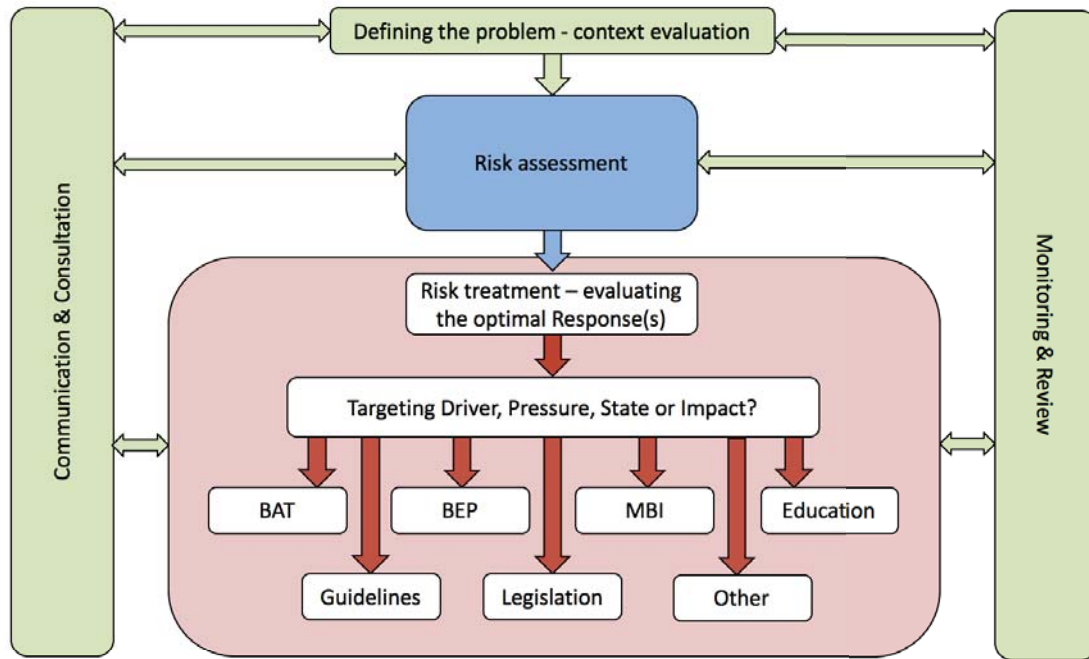 Defining the problem - context evaluation
Communication & Consultation
Risk assessment
Monitoring & Review
Risk treatment – evaluating
the optimal Response(s)
Targeting Driver, Pressure, State or Impact?
BAT
BEP
MBI
Education
Guidelines
Legislation
Other